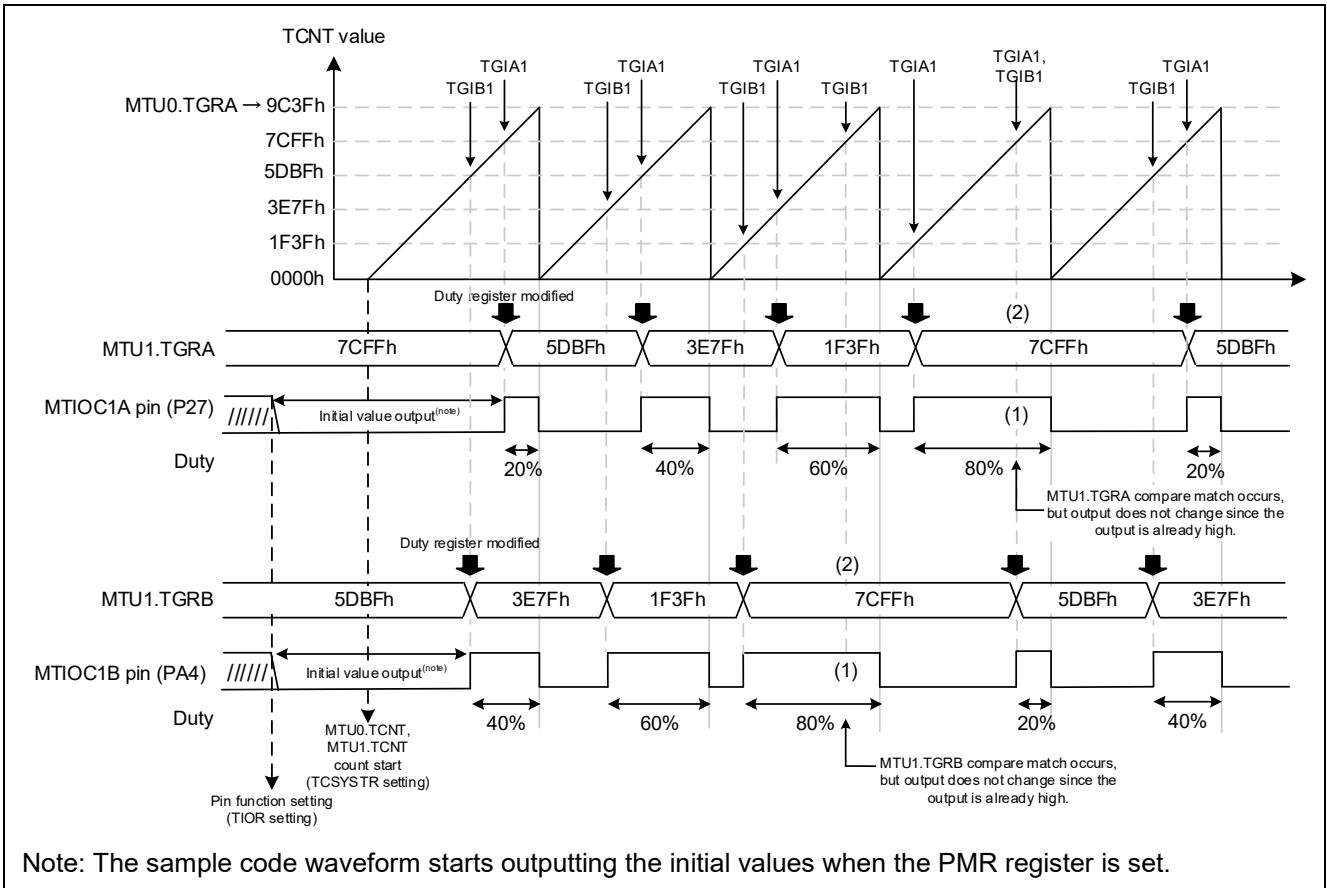 TCNT value
TGIA1
TGIB1
TGIA1
TGIB1
TGIA1
TGIB1
TGIB1
TGIA1
TGIA1,
TGIB1
TGIA1
TGIB1
MTU0.TGRA → 9C3Fh
7CFFh
5DBFh
3E7Fh
1F3Fh
0000h
Duty register modified
(2)
MTU1.TGRA
7CFFh
5DBFh
3E7Fh
1F3Fh
7CFFh
5DBFh
MTIOC1A pin (P27)
//////
Initial value output(note)
(1)
Duty
20%
40%
60%
80%
20%
MTU1.TGRA compare match occurs,
but output does not change since the
output is already high.
Duty register modified
(2)
MTU1.TGRB
5DBFh
3E7Fh
1F3Fh
7CFFh
5DBFh
3E7Fh
MTIOC1B pin (PA4)
//////
Initial value output(note)
(1)
Duty
40%
60%
80%
20%
40%
MTU0.TCNT,
MTU1.TCNT
count start
(TCSYSTR setting)
MTU1.TGRB compare match occurs,
but output does not change since the
output is already high.
Pin function setting
(TIOR setting)
Note: The sample code waveform starts outputting the initial values when the PMR register is set.